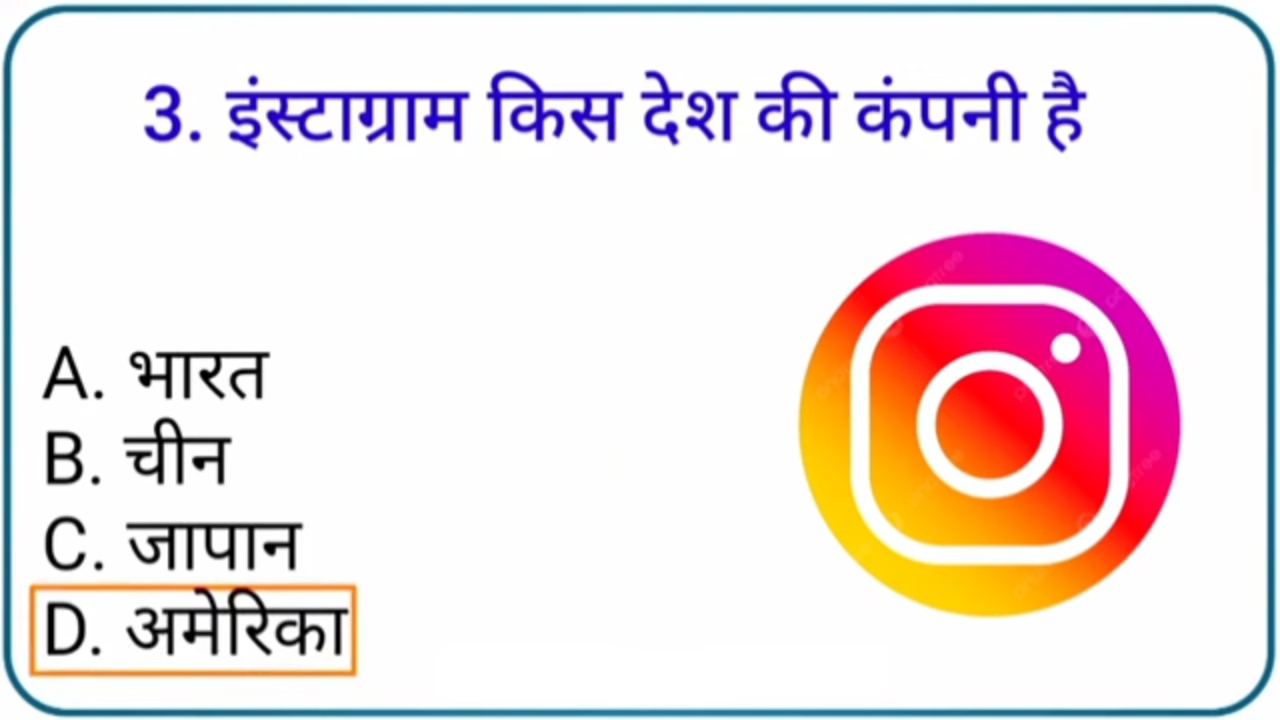 3. इंस्टाग्राम किस देश की कंपनी है
A. भारत
B. चीन
C. जापान
D. अमेरिका